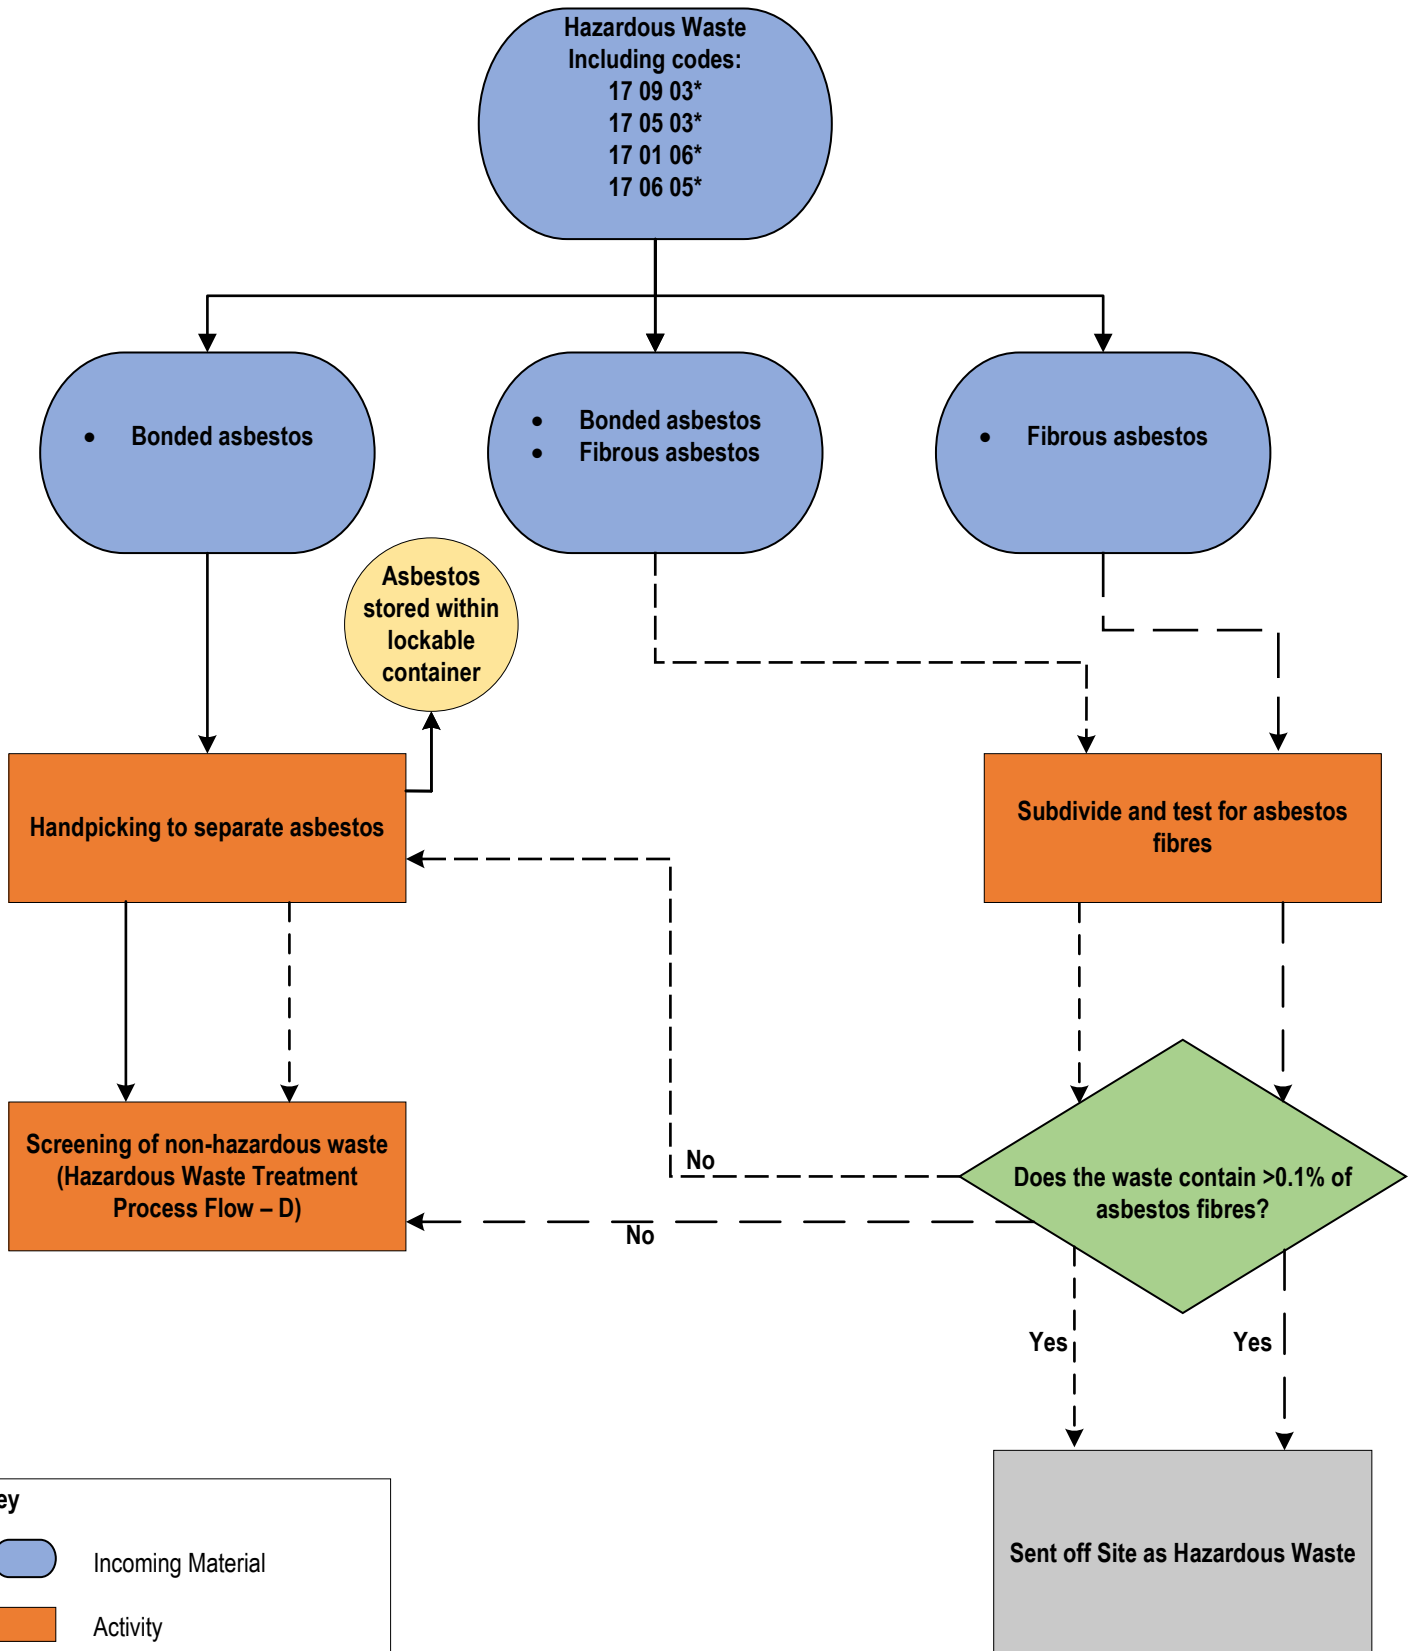 Hazardous Waste
Including codes:
17 09 03*
17 05 03*
17 01 06*
17 06 05*
• Bonded asbestos
• Bonded asbestos
• Fibrous asbestos
• Fibrous asbestos
Asbestos
stored within
lockable
container
Handpicking to separate asbestos
Subdivide and test for asbestos
fibres
Screening of non-hazardous waste
(Hazardous Waste Treatment
Process Flow – D)
No
No
Does the waste contain >0.1% of
asbestos fibres?
Yes
Yes
Sent off Site as Hazardous Waste
ey
Incoming Material
Activity